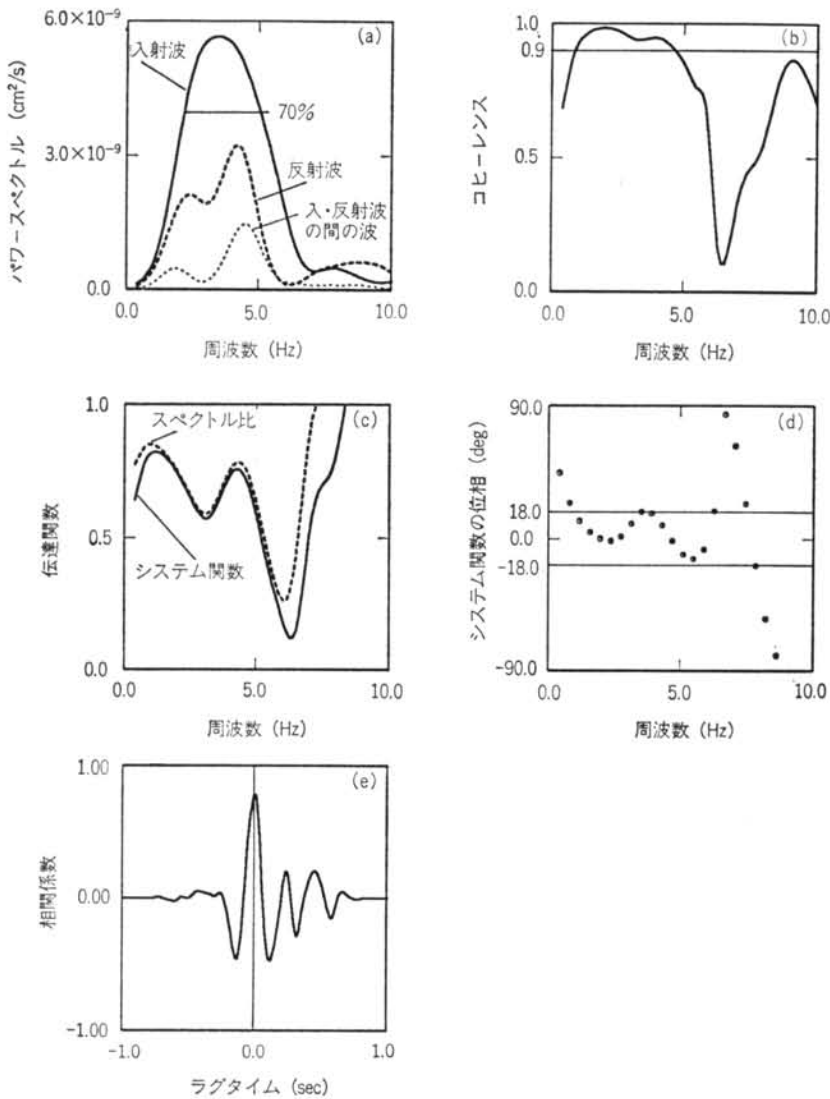 6.0×10⁻⁹
(a)
入射波
70%
3.0×10⁻⁹
反射波
入・反射波
の間の波
0.0
0.0
5.0
10.0
周波数 (Hz)
パワースペクトル (cm²/s)
1.0
(b)
0.9
0.5
0.0
0.0
5.0
10.0
周波数 (Hz)
コヒーレンス
1.0
(c)
スペクトル比
0.5
システム関数
0.0
0.0
5.0
10.0
周波数 (Hz)
伝達関数
90.0
(d)
18.0
0.0
-18.0
-90.0
0.0
5.0
10.0
周波数 (Hz)
システム関数の位相 (deg)
1.00
(e)
0.00
-1.00
-1.0
0.0
1.0
ラグタイム (sec)
相関係数